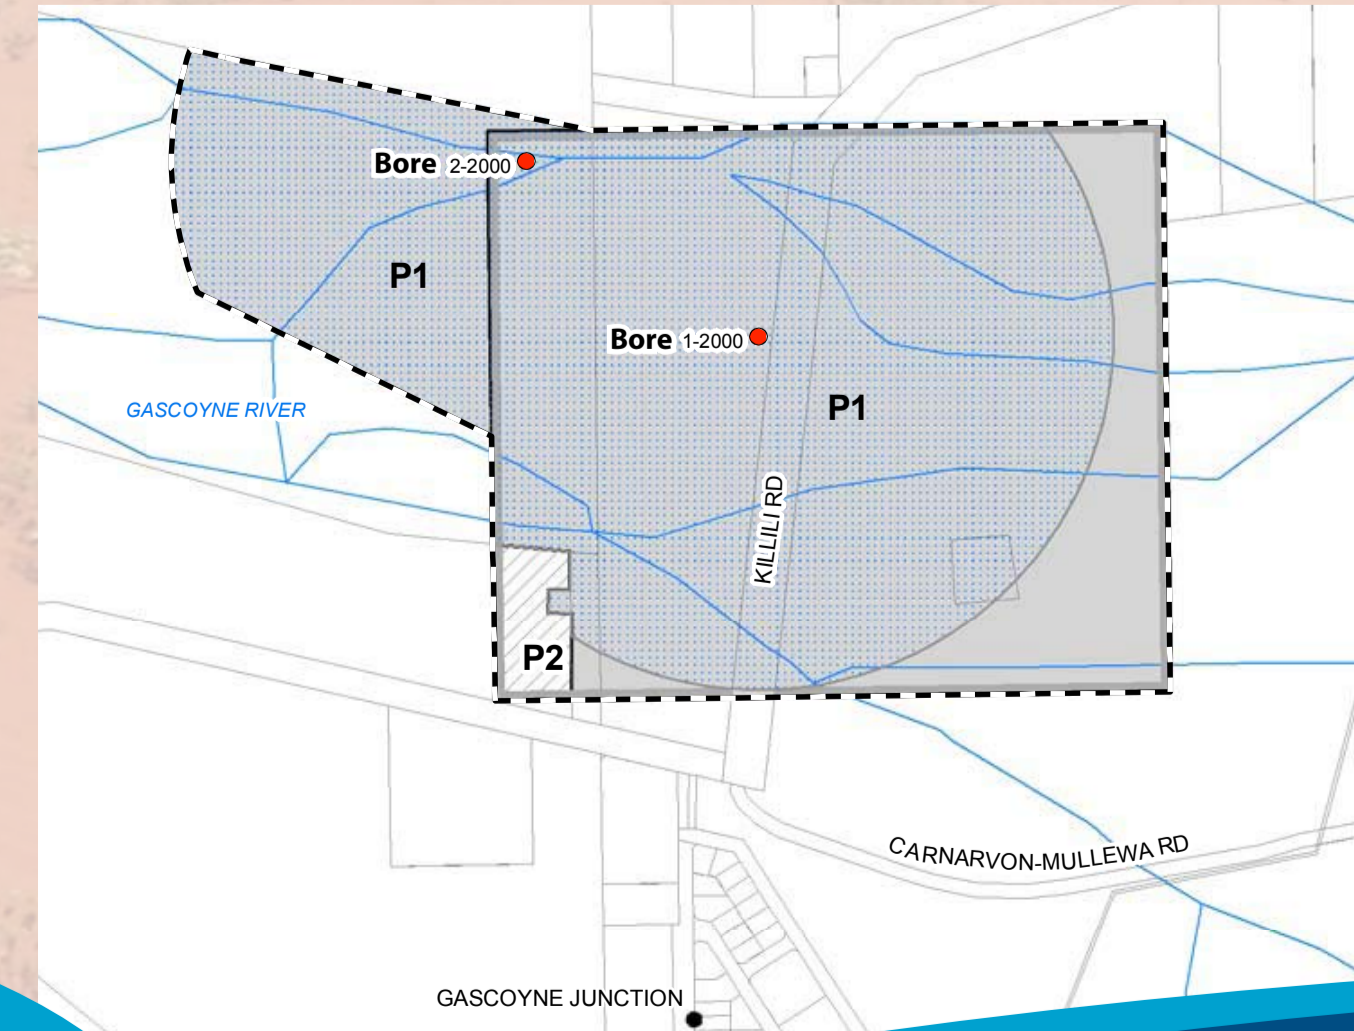 Bore 2-2000
P1
Bore 1-2000
GASCOYNE RIVER
P1
KILLILI RD
P2
CARNARVON-MULLEWA RD
GASCOYNE JUNCTION